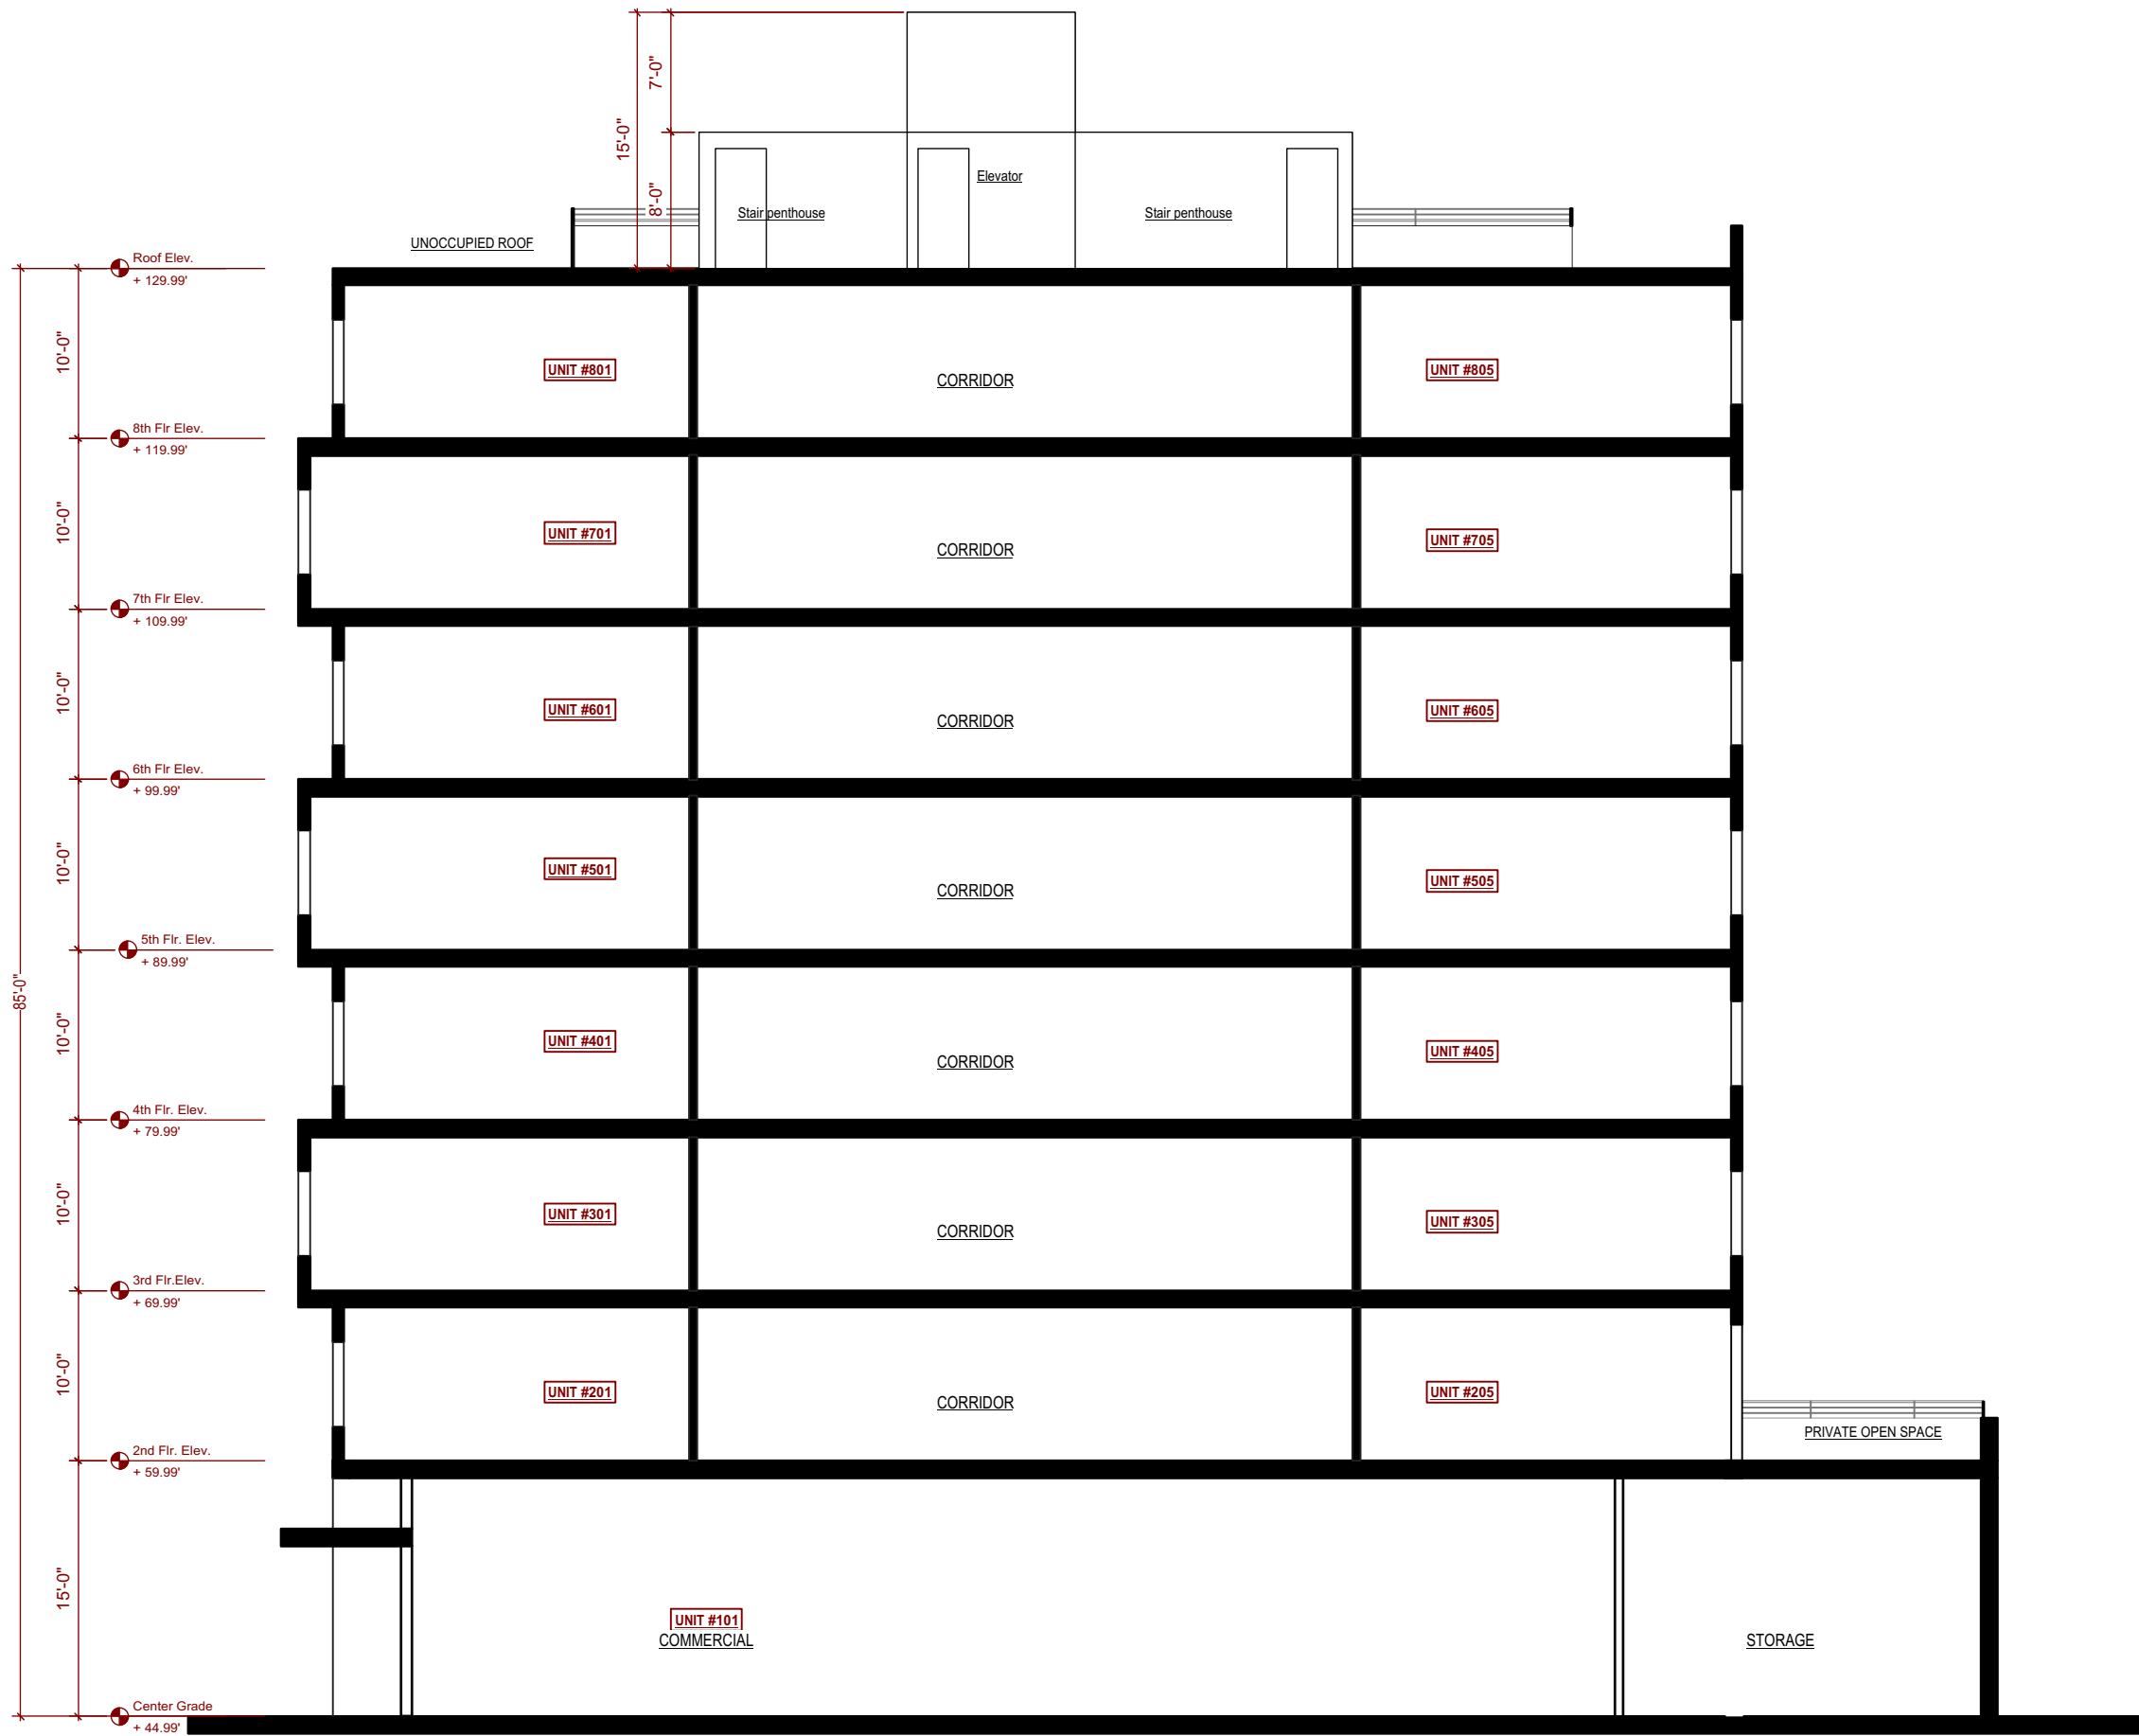 7'-0"
15'-0"
Elevator
8'-0"
Stair penthouse
Stair penthouse
UNOCCUPIED ROOF
Roof Elev.
+ 129.99'
10'-0"
UNIT #801
CORRIDOR
UNIT #805
8th Flr Elev.
+ 119.99'
10'-0"
UNIT #701
CORRIDOR
UNIT #705
7th Flr Elev.
+ 109.99'
10'-0"
UNIT #601
CORRIDOR
UNIT #605
6th Flr Elev.
+ 99.99'
10'-0"
UNIT #501
CORRIDOR
UNIT #505
5th Flr. Elev.
+ 89.99'
85'-0"
10'-0"
UNIT #401
CORRIDOR
UNIT #405
4th Flr. Elev.
+ 79.99'
10'-0"
UNIT #301
CORRIDOR
UNIT #305
3rd Flr.Elev.
+ 69.99'
10'-0"
UNIT #201
CORRIDOR
UNIT #205
PRIVATE OPEN SPACE
2nd Flr. Elev.
+ 59.99'
15'-0"
UNIT #101
COMMERCIAL
STORAGE
Center Grade
+ 44.99'